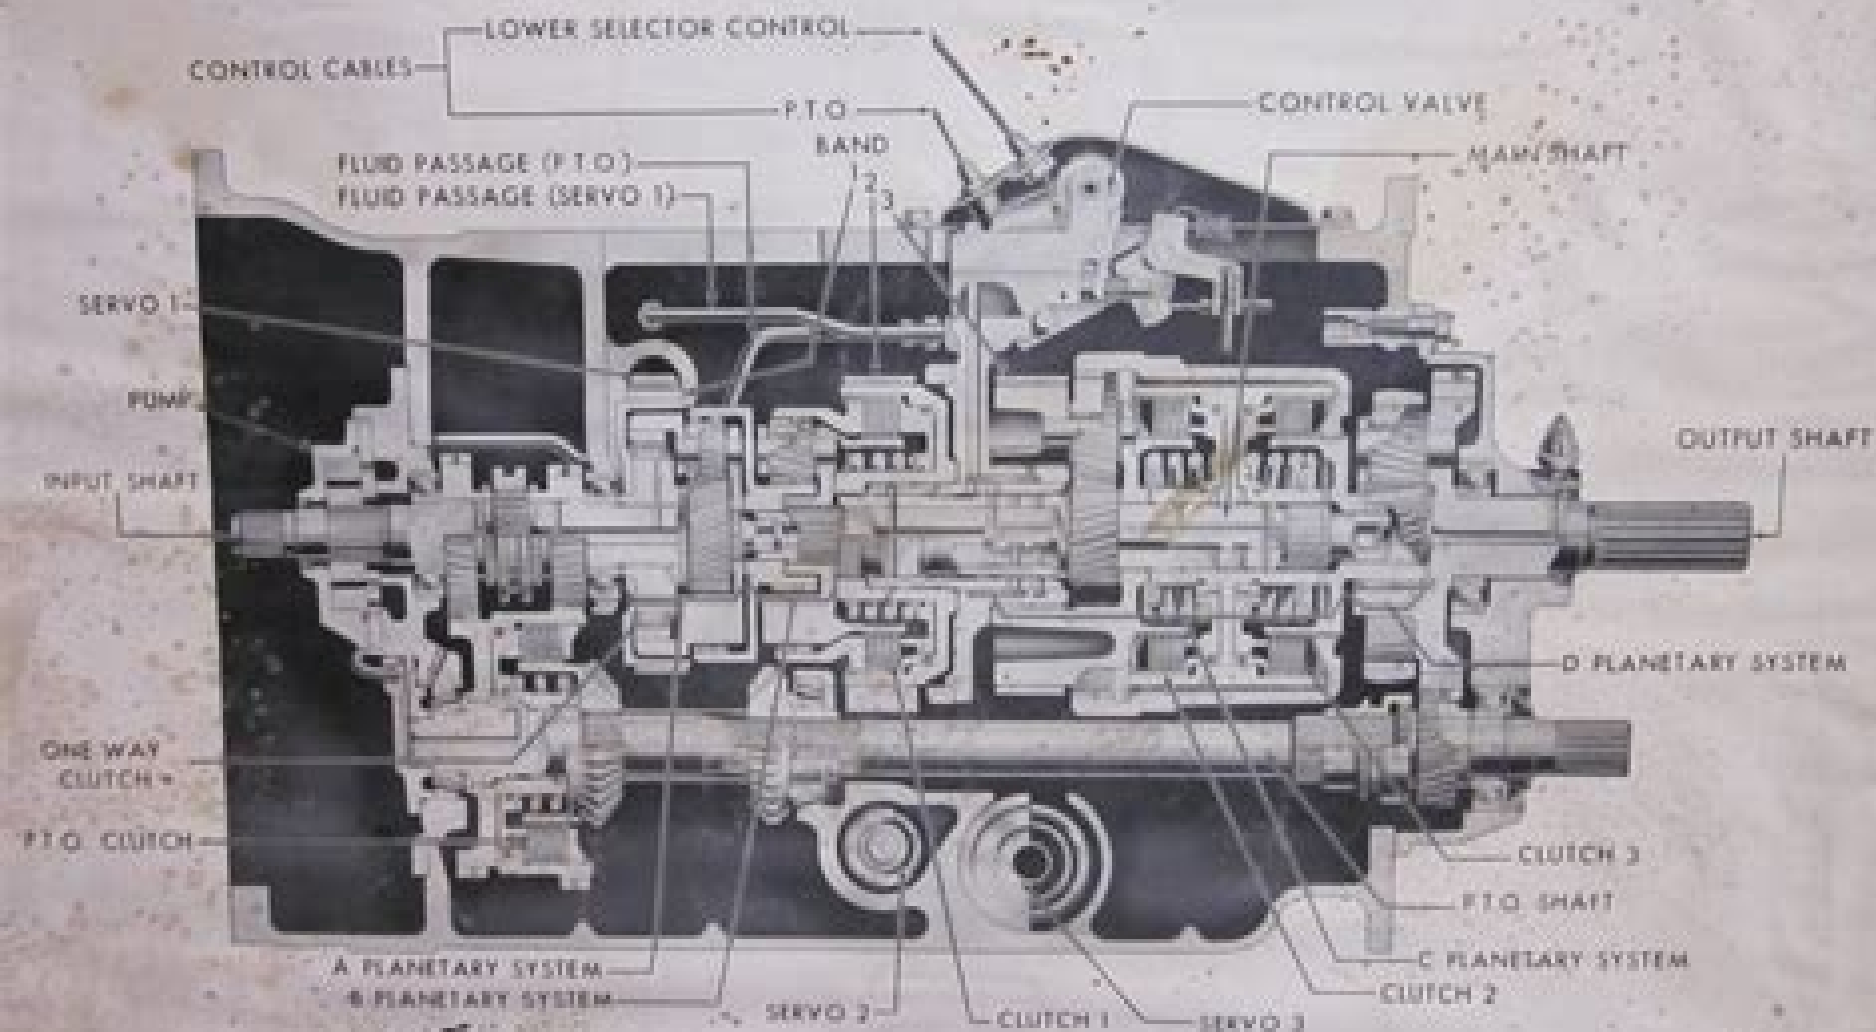 LOWER SELECTOR CONTROL
CONTROL CABLES
P.T.O
CONTROL VALVE
BAND
1
2
3
MAIN SHAFT
FLUID PASSAGE (P.T.O.)
FLUID PASSAGE (SERVO 1)
SERVO 1
PUMP
INPUT SHAFT
OUTPUT SHAFT
D PLANETARY SYSTEM
ONE WAY
CLUTCH
P.T.O. CLUTCH
CLUTCH 3
P.T.O. SHAFT
A PLANETARY SYSTEM
C PLANETARY SYSTEM
B PLANETARY SYSTEM
CLUTCH 2
SERVO 2
CLUTCH 1
SERVO 3